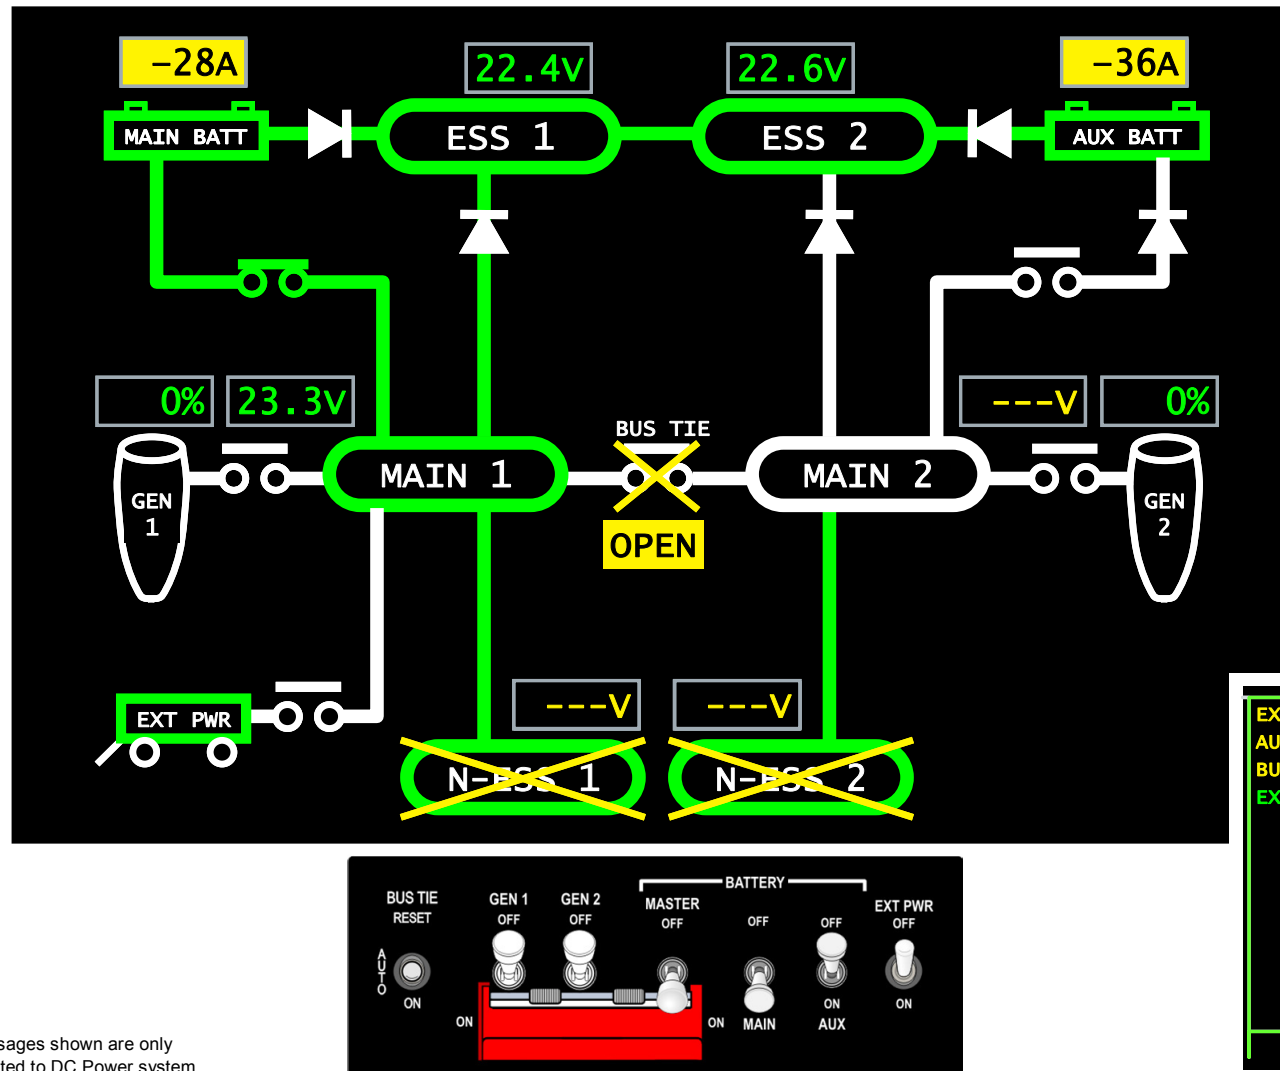 -28A
22.4V
22.6V
-36A
MAIN BATT
ESS 1
ESS 2
AUX BATT
0%
23.3V
---V
0%
BUS TIE
MAIN 1
MAIN 2
GEN
1
GEN
2
OPEN
---V
---V
EXT PWR
N-ESS 1
N-ESS 2
EX
AU
BU
EX
BATTERY
BUS TIE
RESET
GEN 1
OFF
GEN 2
OFF
MASTER
OFF
OFF
OFF
EXT PWR
OFF
AUTO
ON
ON
ON
MAIN
ON
AUX
ON
sages shown are only
ted to DC Power system